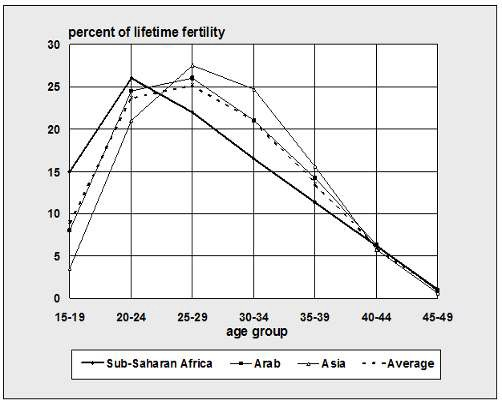 percent of lifetime fertility
30
25
20
15
10
5
0
15-19 20-24 25-29 30-34 35-39 40-44 45-49
age group
Sub-Saharan Africa Arab Asia Average